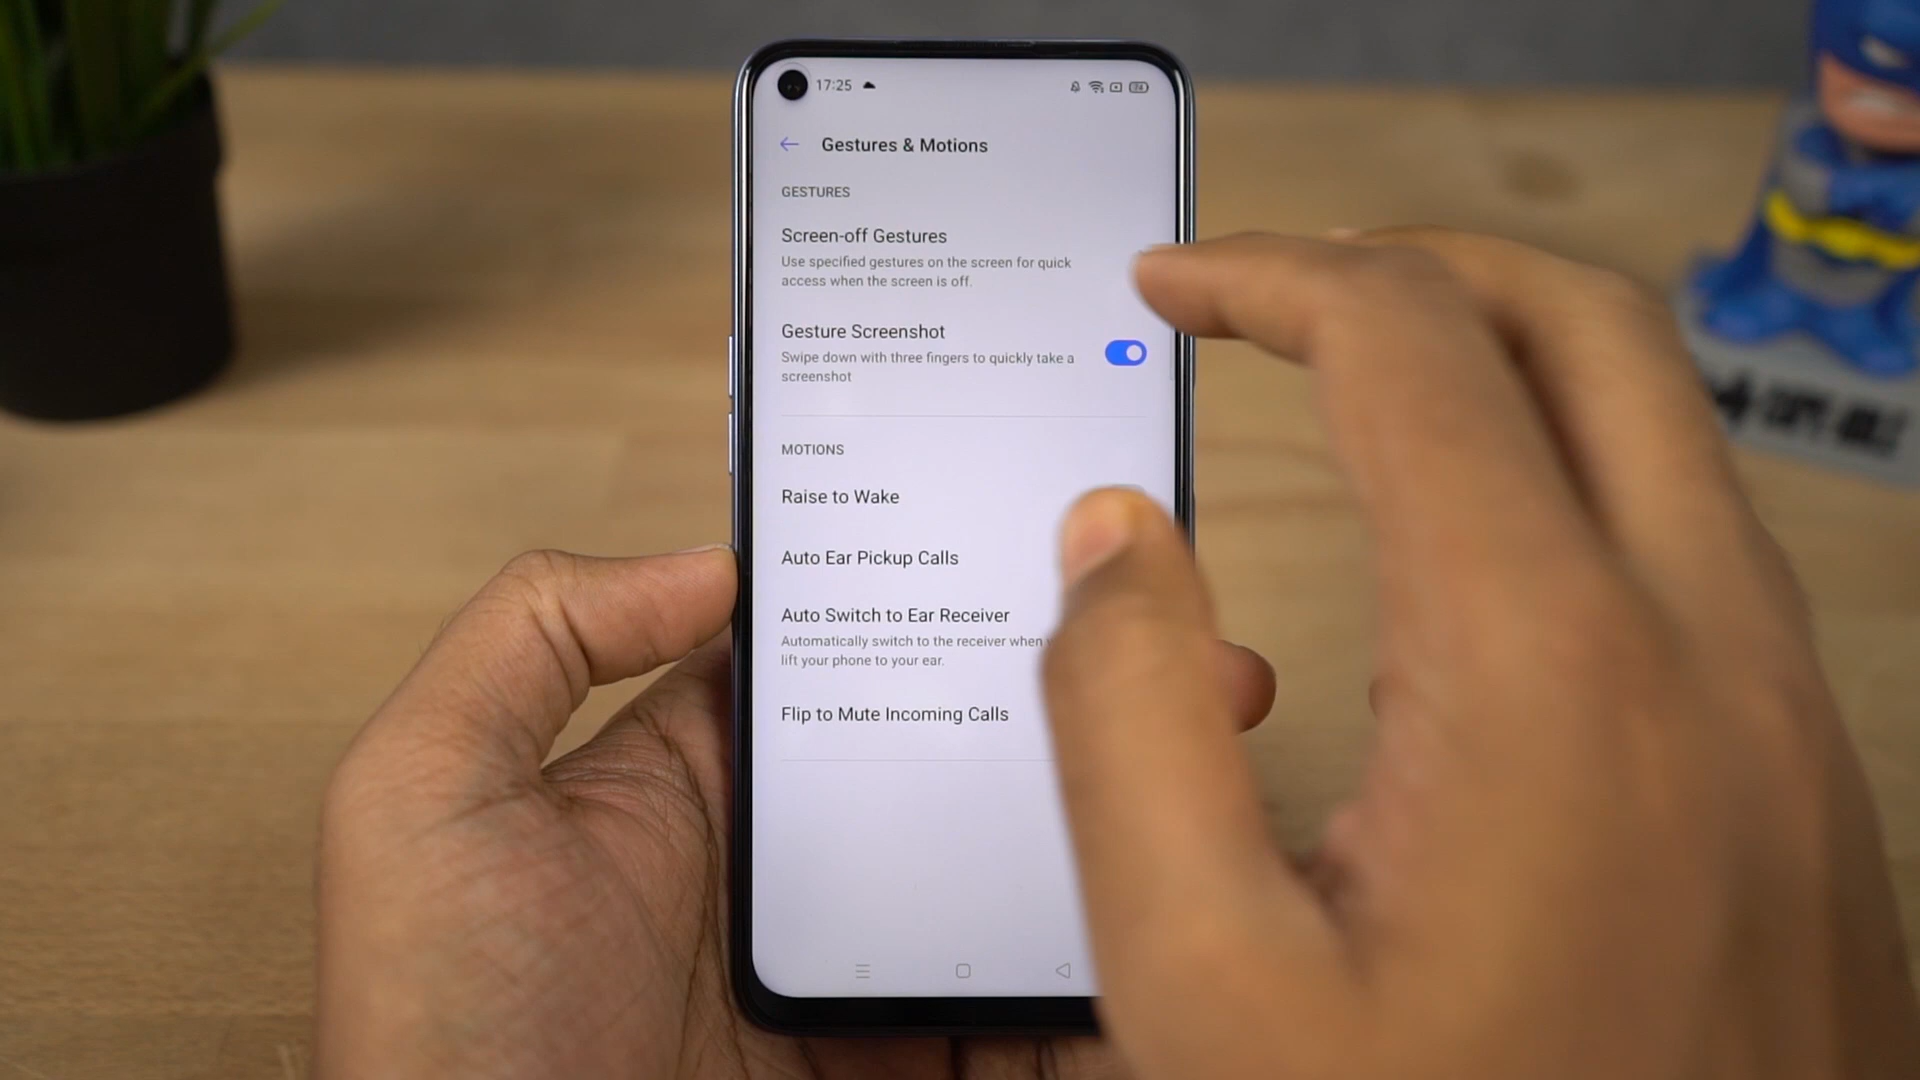 17:25
Gestures & Motions
GESTURES
Screen-off Gestures
Use specified gestures on the screen for quick
access when the screen is off.
Gesture Screenshot
Swipe down with three fingers to quickly take a
screenshot
MOTIONS
Raise to Wake
Auto Ear Pickup Calls
Auto Switch to Ear Receiver
Automatically switch to the receiver when
lift your phone to your ear.
Flip to Mute Incoming Calls